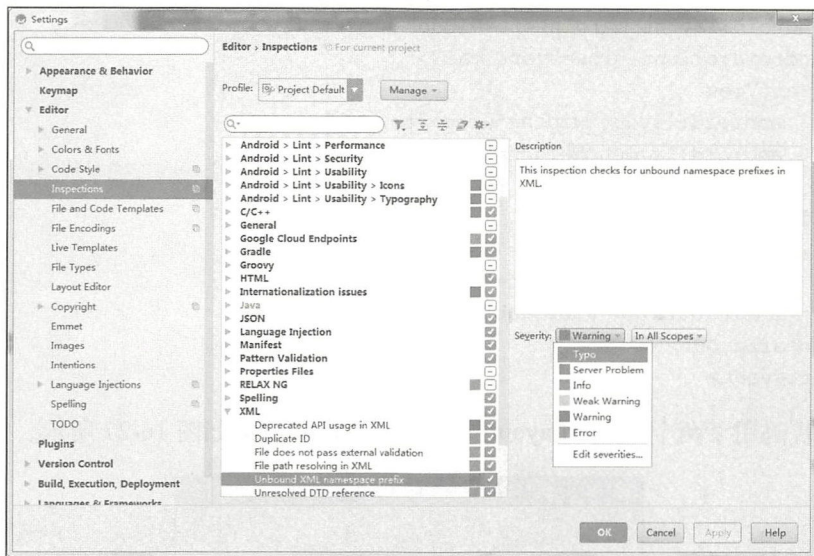 Settings
Appearance & Behavior
Keymap
Editor
General
Colors & Fonts
Code Style
Inspections
File and Code Templates
File Encodings
Live Templates
File Types
Layout Editor
Copyright
Emmet
Images
Intentions
Language Injections
Spelling
TODO
Plugins
Version Control
Build, Execution, Deployment
Languages & Frameworks
Editor › Inspections For current project
Profile: Project Default Manage
Android > Lint > Performance
Android > Lint > Security
Android > Lint > Usability
Android > Lint > Usability > Icons
Android > Lint > Usability > Typography
C/C++
General
Google Cloud Endpoints
Gradle
Groovy
HTML
Internationalization issues
Java
JSON
Language Injection
Manifest
Pattern Validation
Properties Files
RELAX NG
Spelling
XML
Deprecated API usage in XML
Duplicate ID
File does not pass external validation
File path resolving in XML
Unbound XML namespace prefix
Unresolved DTD reference
Description
This inspection checks for unbound namespace prefixes in
XML.
Severity: Warning In All Scopes
Typo
Server Problem
Info
Weak Warning
Warning
Error
Edit severities...
OK Cancel Apply Help